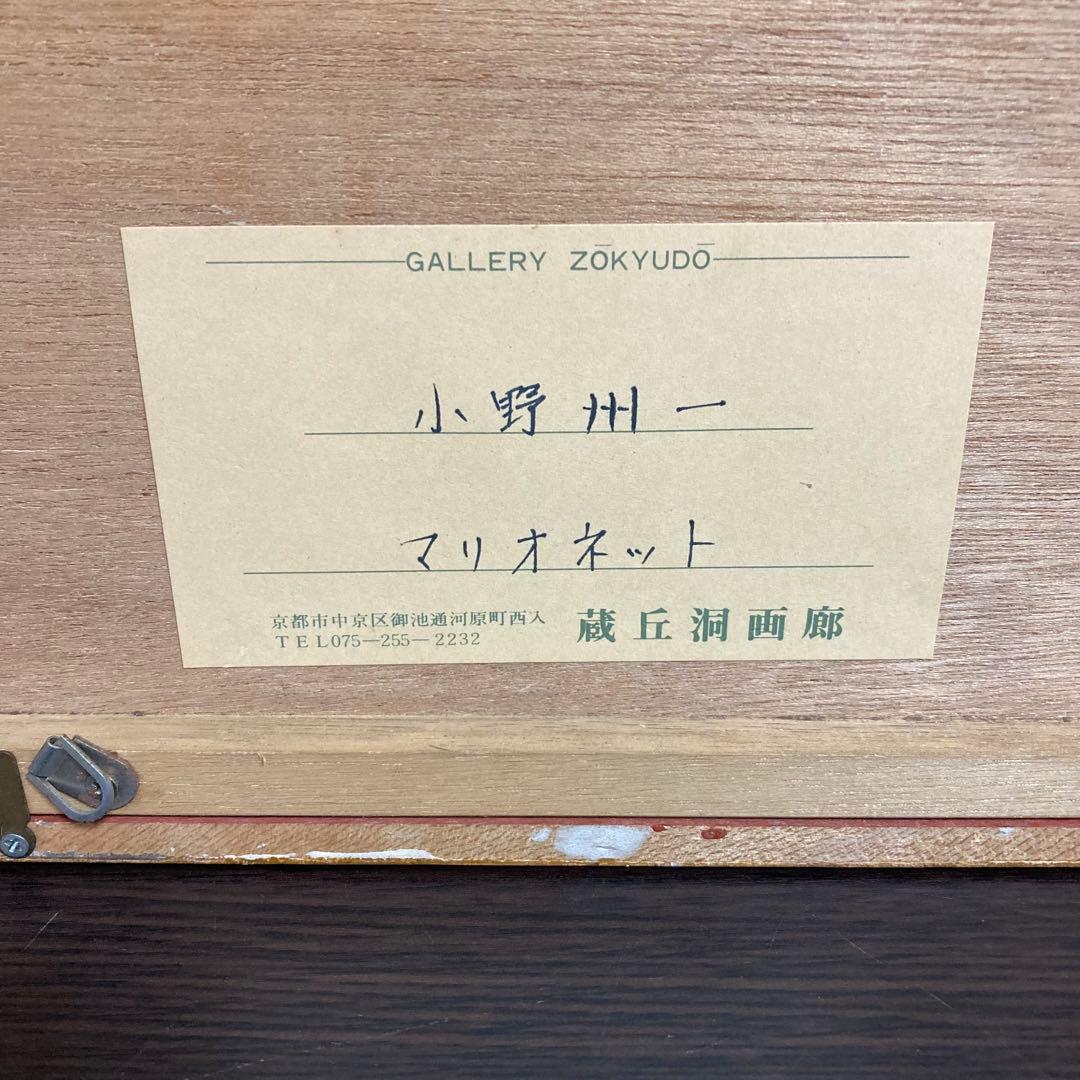 GALLERY ZŌKYUDŌ
小野州一
マリオネット
京都市中京区御池通河原町西入
TEL075―255―2232
蔵丘洞画廊